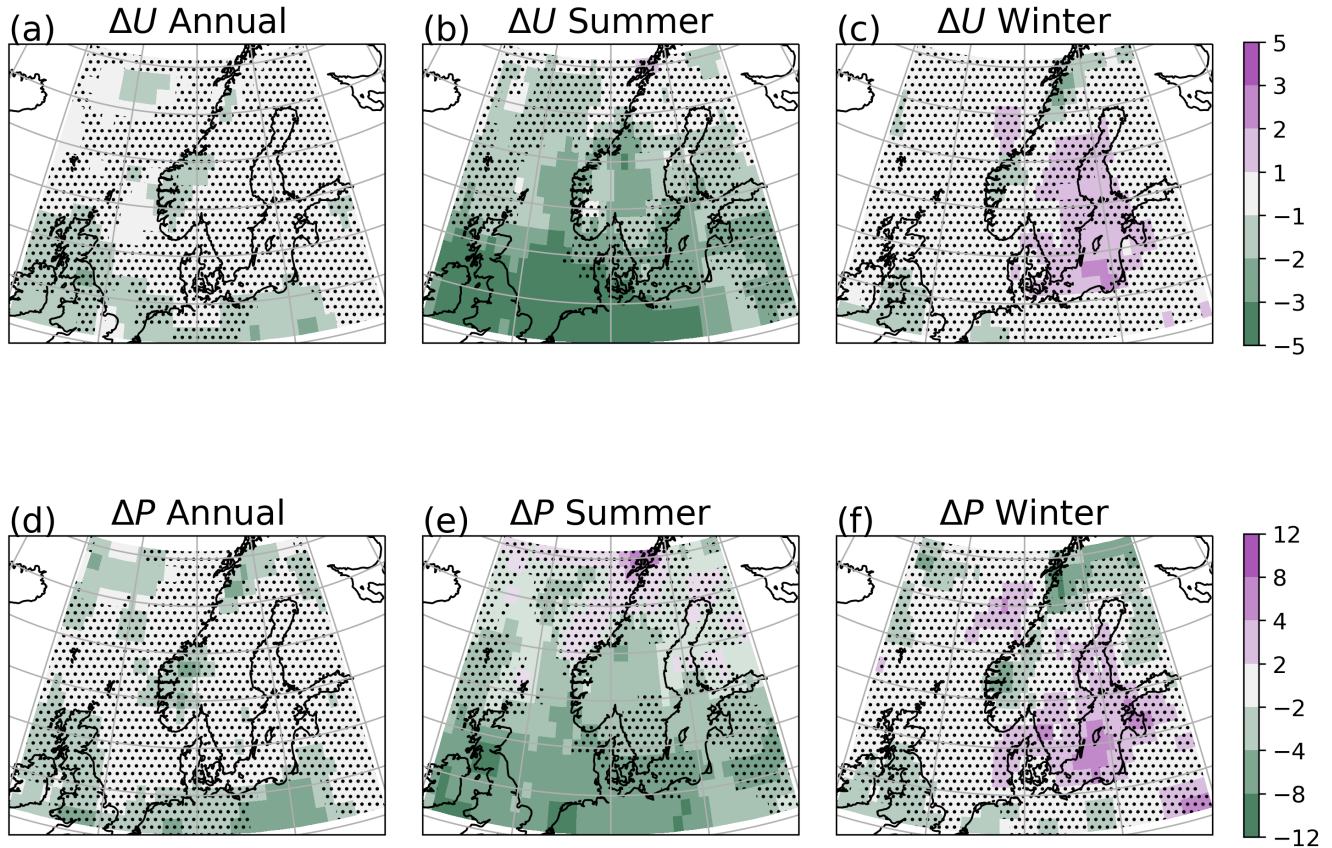 (a) ΔU Annual
(b) ΔU Summer
(c) ΔU Winter
5
3
2
1
−1
−2
−3
−5
(d) ΔP Annual
(e) ΔP Summer
(f) ΔP Winter
12
8
4
2
−2
−4
−8
−12